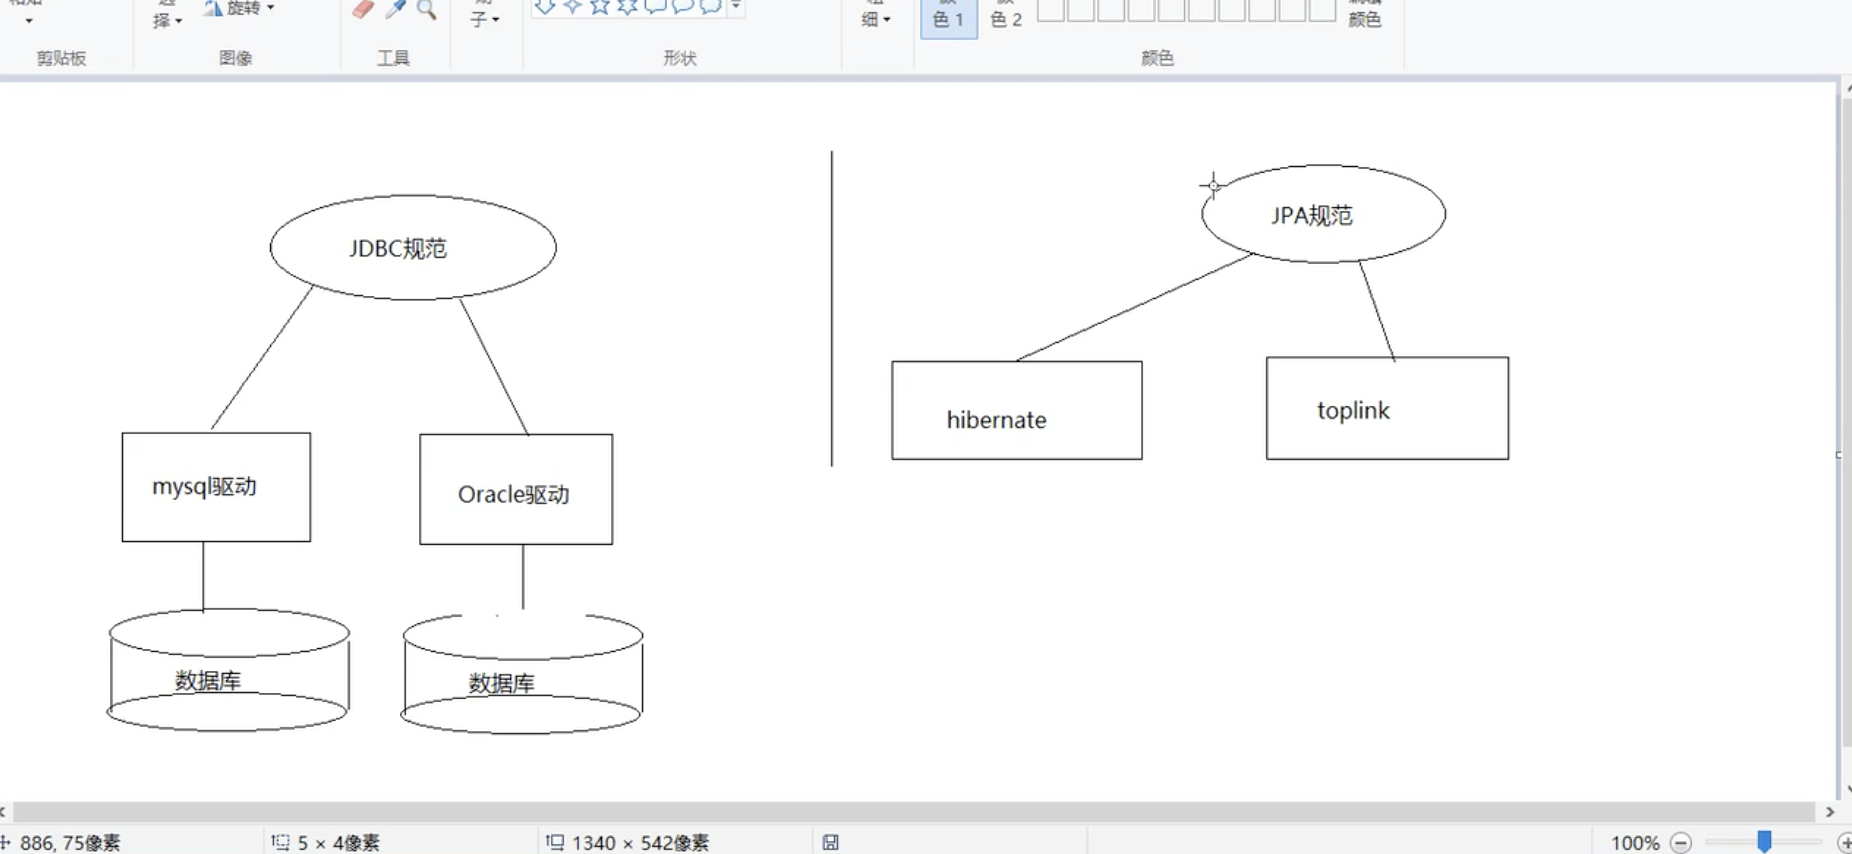 择
旋转
子
细
色 1
色 2
颜色
剪贴板
图像
工具
形状
颜色
JDBC规范
JPA规范
hibernate
toplink
mysql驱动
Oracle驱动
数据库
数据库
886, 75像素
5 × 4像素
1340 × 542像素
100%